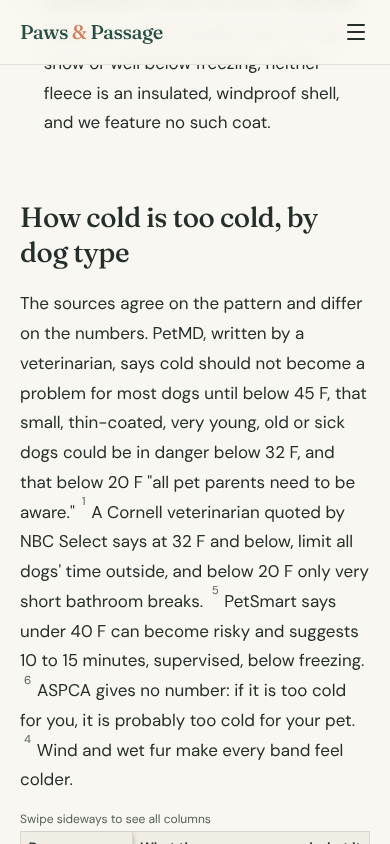 Paws & Passage
snow or well below freezing, neither
fleece is an insulated, windproof shell,
and we feature no such coat.
How cold is too cold, by
dog type
The sources agree on the pattern and differ
on the numbers. PetMD, written by a
veterinarian, says cold should not become a
problem for most dogs until below 45 F, that
small, thin-coated, very young, old or sick
dogs could be in danger below 32 F, and
that below 20 F "all pet parents need to be
aware." 1 A Cornell veterinarian quoted by
NBC Select says at 32 F and below, limit all
dogs' time outside, and below 20 F only very
short bathroom breaks. 5 PetSmart says
under 40 F can become risky and suggests
10 to 15 minutes, supervised, below freezing.
6 ASPCA gives no number: if it is too cold
for you, it is probably too cold for your pet.
4 Wind and wet fur make every band feel
colder.
Swipe sideways to see all columns